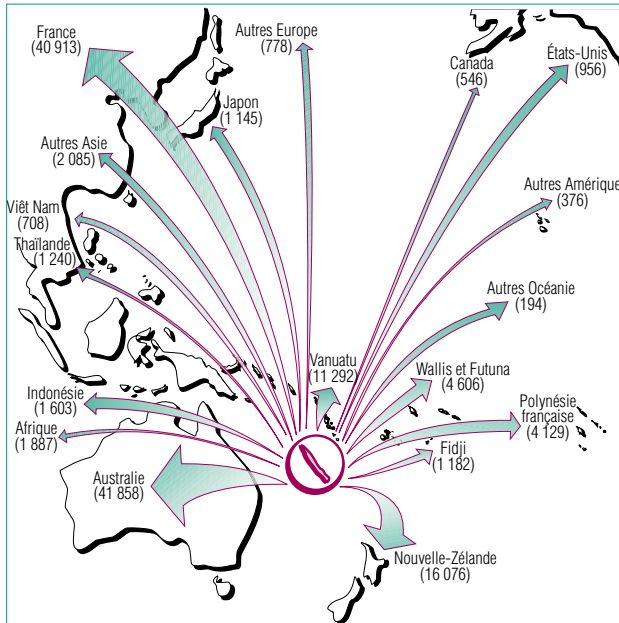 France
(40 913)
Autres Europe
(778)
Canada
(546)
États-Unis
(956)
Japon
(1 145)
Autres Asie
(2 085)
Viêt Nam
(708)
Thaïlande
(1 240)
Autres Amérique
(376)
Autres Océanie
(194)
Vanuatu
(11 292)
Wallis et Futuna
(4 606)
Indonésie
(1 603)
Polynésie
française
(4 129)
Afrique
(1 887)
Fidji
(1 182)
Australie
(41 858)
Nouvelle-Zélande
(16 076)